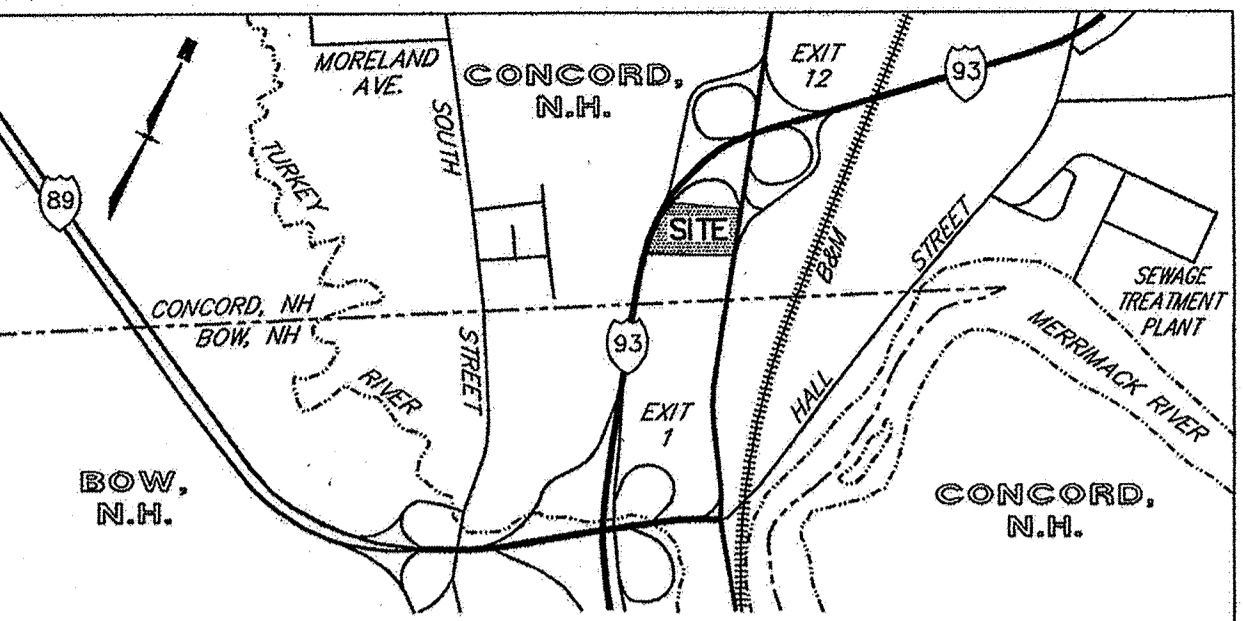 MORELAND
AVE.
CONCORD,
N.H.
EXIT
12
93
SOUTH
TURKEY
89
SITE
STREET
B&M
SEWAGE
TREATMENT
PLANT
CONCORD, NH
BOW, NH
MERRIMACK RIVER
STREET
93
RIVER
HALL
EXIT
1
BOW,
N.H.
CONCORD,
N.H.